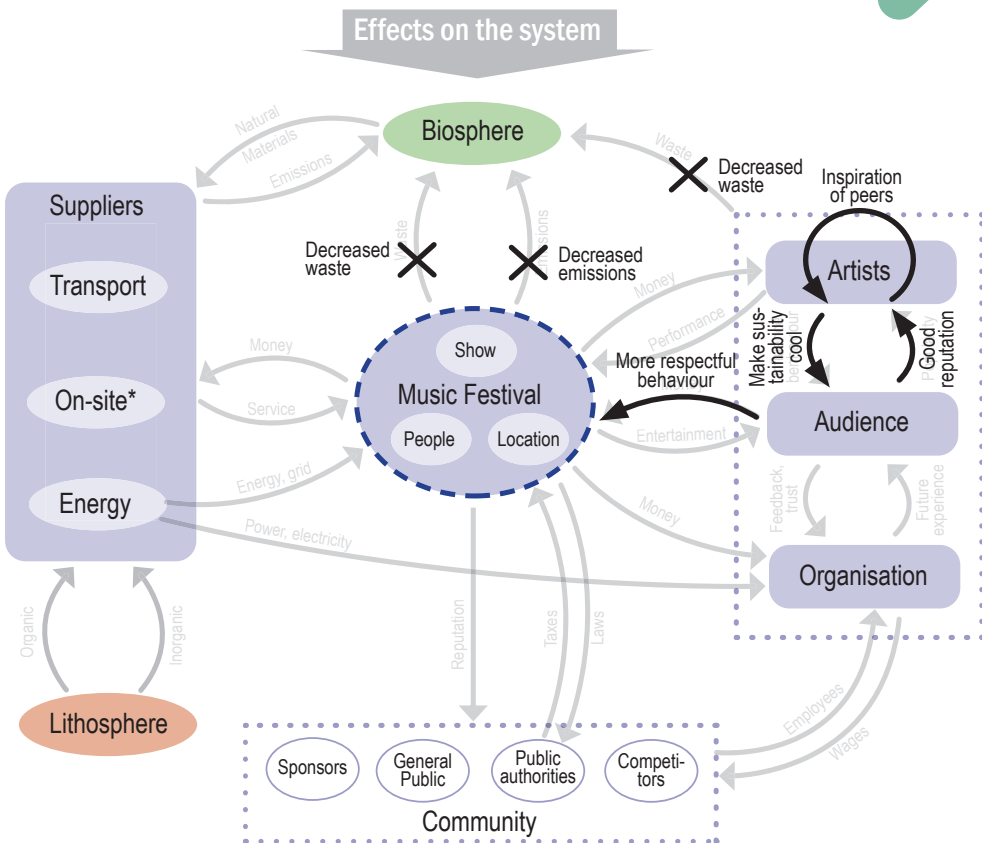 Effects on the system
Biosphere
Natural
Materials
Emissions
Waste
Decreased
waste
Inspiration
of peers
Suppliers
Transport
On-site*
Energy
Decreased
waste
Waste
Decreased
emissions
Money
Performance
Artists
Make sus-
tainability
cool
Good
reputation
Show
Music Festival
People
Location
Money
Service
More respectful
behaviour
Entertainment
Audience
Energy, grid
Power, electricity
Money
Feedback,
trust
Future
experience
Organisation
Organic
Inorganic
Lithosphere
Reputation
Taxes
Laws
Employees
Wages
Sponsors
General
Public
Public
authorities
Competi-
tors
Community